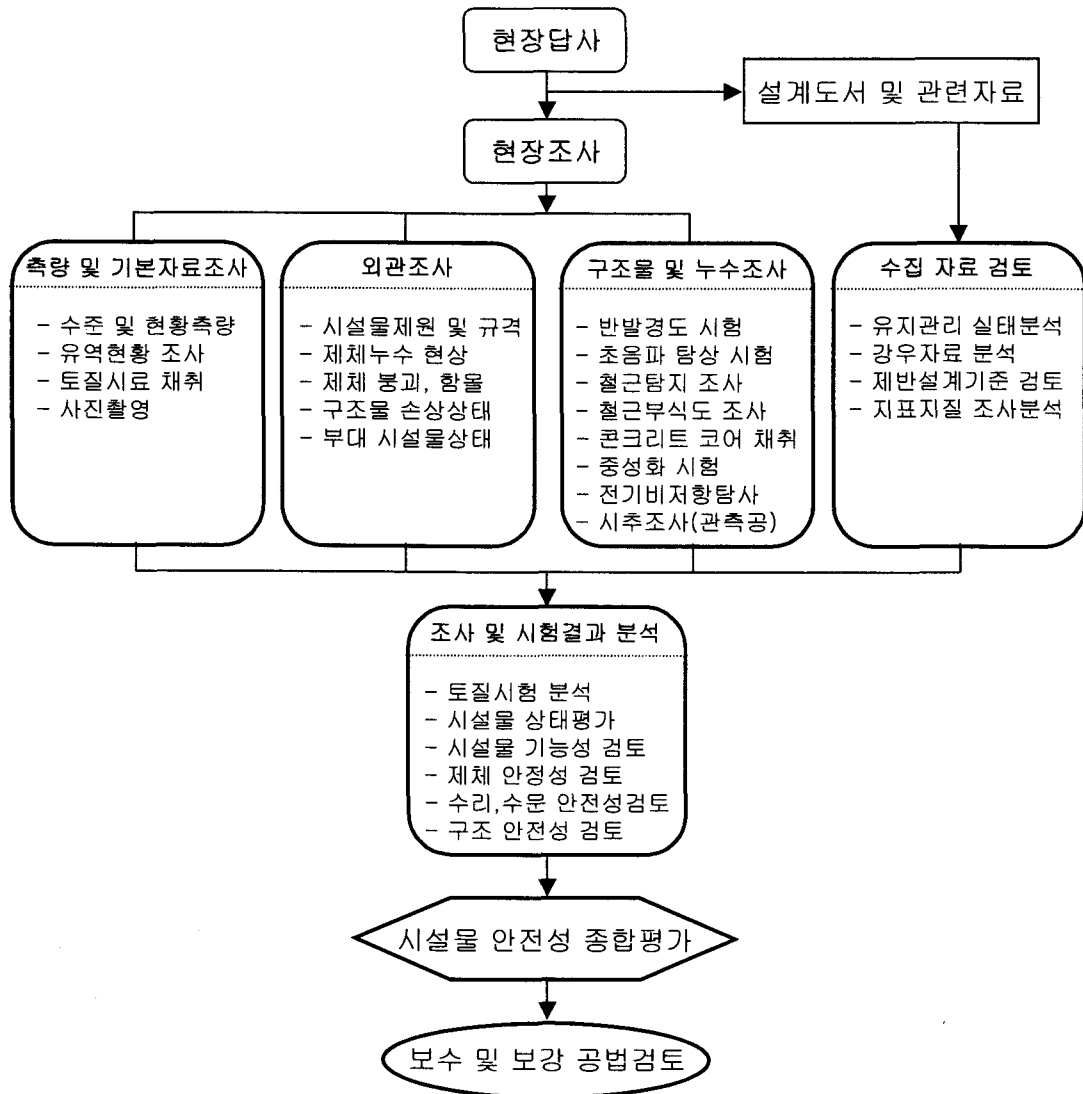 현장답사
설계도서 및 관련자료
현장조사
측량 및 기본자료조사
- 수준 및 현황측량
- 유역현황 조사
- 토질시료 채취
- 사진촬영
외관조사
- 시설물제원 및 규격
- 제체누수 현상
- 제체 붕괴, 함몰
- 구조물 손상상태
- 부대 시설물상태
구조물 및 누수조사
- 반발경도 시험
- 초음파 탐상 시험
- 철근탐지 조사
- 철근부식도 조사
- 콘크리트 코어 채취
- 중성화 시험
- 전기비저항탐사
- 시추조사(관측공)
수집 자료 검토
- 유지관리 실태분석
- 강우자료 분석
- 제반설계기준 검토
- 지표지질 조사분석
조사 및 시험결과 분석
- 토질시험 분석
- 시설물 상태평가
- 시설물 기능성 검토
- 제체 안정성 검토
- 수리,수문 안전성검토
- 구조 안전성 검토
시설물 안전성 종합평가
보수 및 보강 공법검토